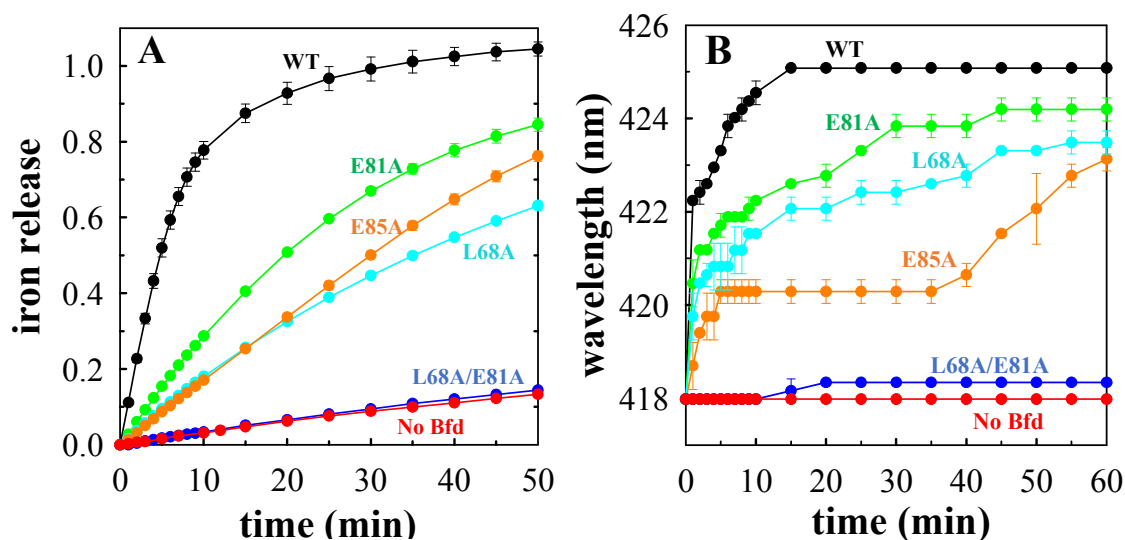 A
WT
E81A
E85A
L68A
L68A/E81A
No Bfd
iron release
1.0
0.8
0.6
0.4
0.2
0.0
0 10 20 30 40 50
time (min)
B
WT
E81A
L68A
E85A
L68A/E81A
No Bfd
wavelength (nm)
426
424
422
420
418
0 10 20 30 40 50 60
time (min)